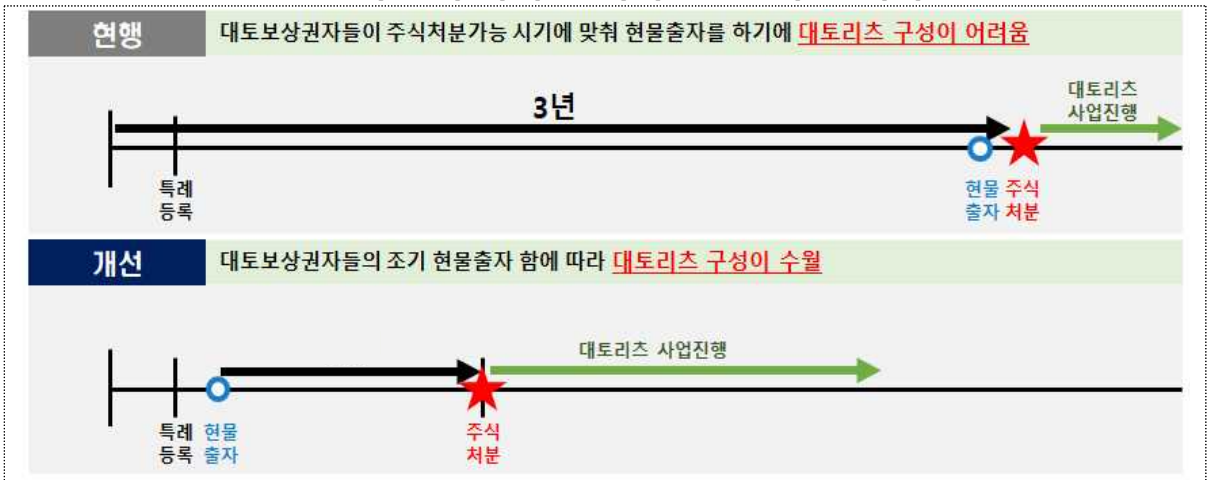 현행
대토보상권자들이 주식처분가능 시기에 맞춰 현물출자를 하기에 대토리츠 구성이 어려움
3년
대토리츠
사업진행
특례
등록
현물 주식
출자 처분
개선
대토보상권자들의 조기 현물출자 함에 따라 대토리츠 구성이 수월
대토리츠 사업진행
특례 현물
등록 출자
주식
처분